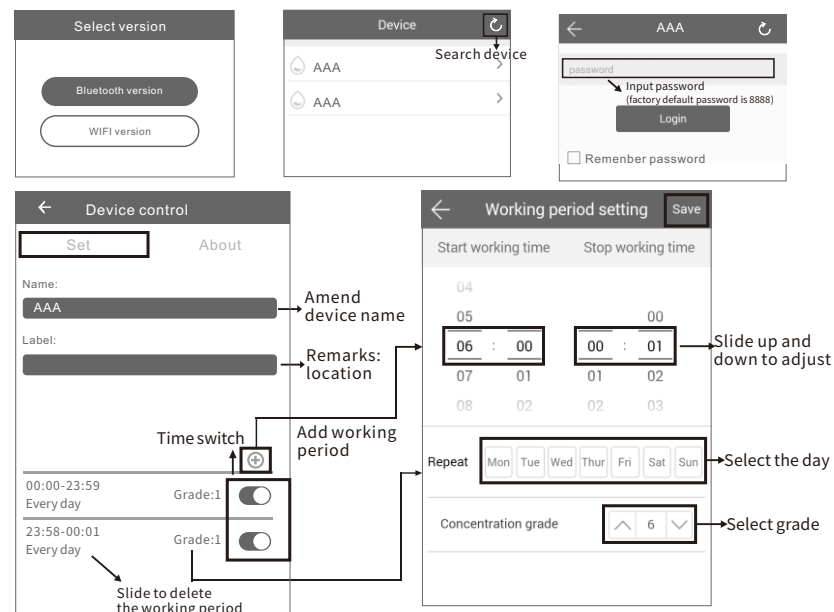 Select version
Bluetooth version
WIFI version
Device
Search device
AAA
AAA
AAA
password
Input password
(factory default password is 8888)
Login
Remenber password
Device control
Set
About
Name:
AAA
Amend
device name
Label:
Remarks:
location
Time switch
Add working
period
00:00-23:59
Every day
Grade:1
23:58-00:01
Every day
Grade:1
Slide to delete
the working period
Working period setting
Save
Start working time
Stop working time
04
05
00
06 : 00
00 : 01
07
01
01
02
08
02
02
03
Slide up and
down to adjust
Repeat
Mon
Tue
Wed
Thur
Fri
Sat
Sun
Select the day
Concentration grade
6
Select grade